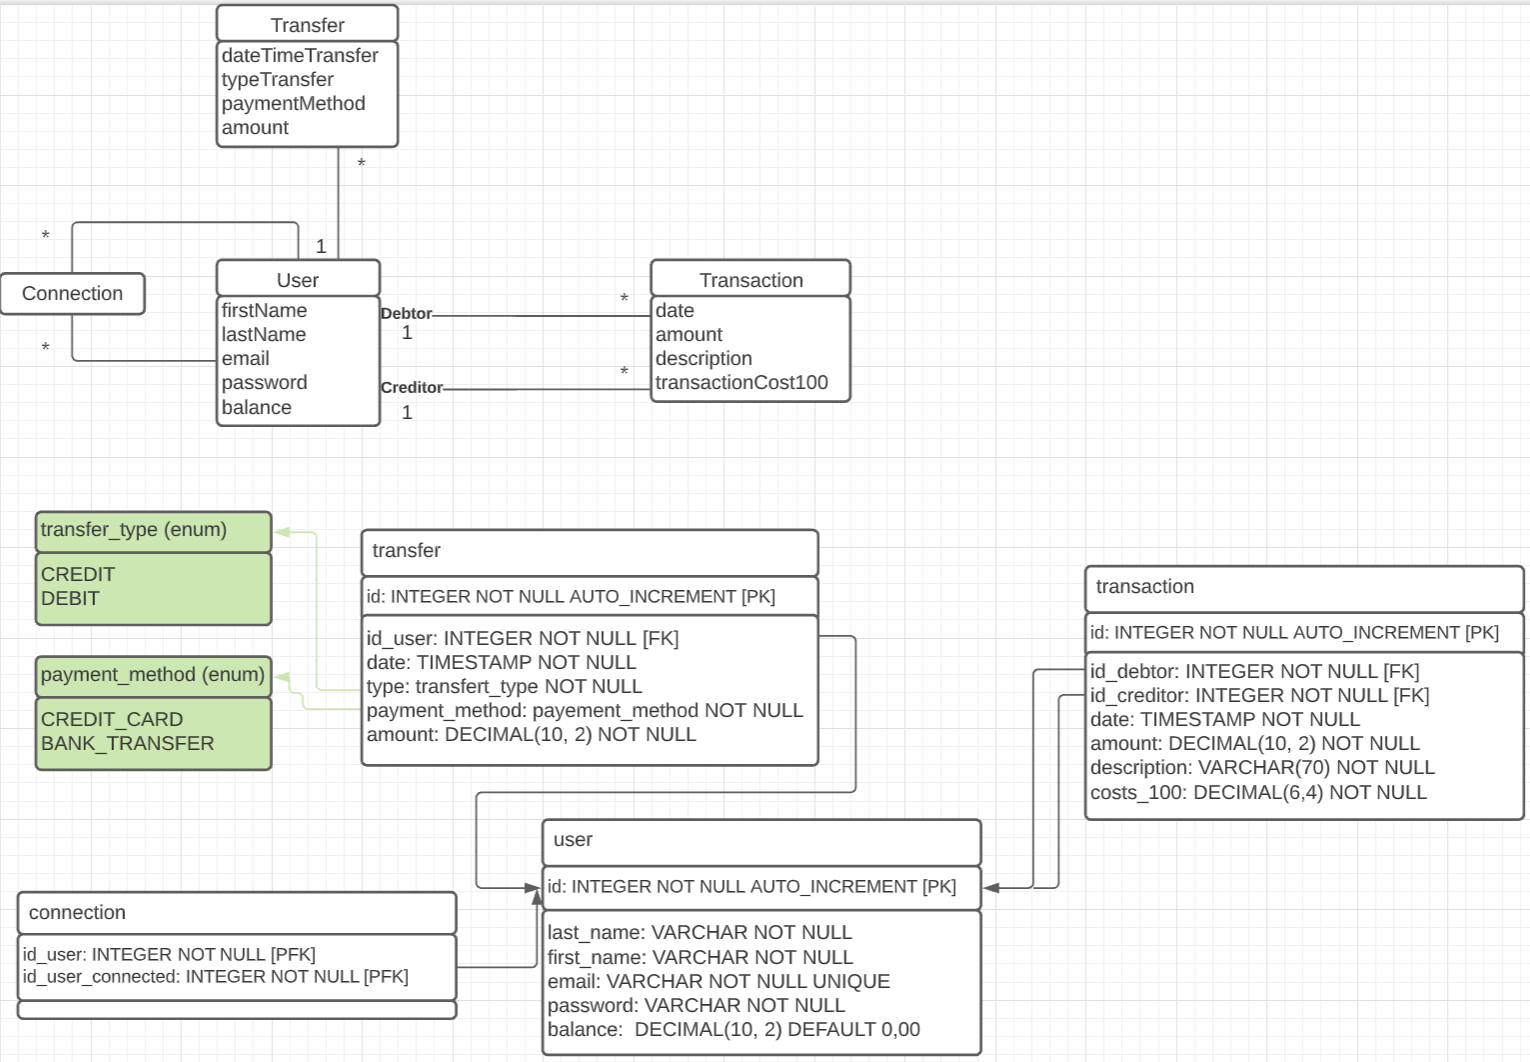 Transfer
dateTimeTransfer
typeTransfer
paymentMethod
amount
*
1
*
Connection
*
User
firstName
lastName
email
password
balance
Debtor
1
*
Creditor
1
*
Transaction
date
amount
description
transactionCost100
transfer_type (enum)
CREDIT
DEBIT
payment_method (enum)
CREDIT_CARD
BANK_TRANSFER
transfer
id: INTEGER NOT NULL AUTO_INCREMENT [PK]
id_user: INTEGER NOT NULL [FK]
date: TIMESTAMP NOT NULL
type: transfert_type NOT NULL
payment_method: payement_method NOT NULL
amount: DECIMAL(10, 2) NOT NULL
transaction
id: INTEGER NOT NULL AUTO_INCREMENT [PK]
id_debtor: INTEGER NOT NULL [FK]
id_creditor: INTEGER NOT NULL [FK]
date: TIMESTAMP NOT NULL
amount: DECIMAL(10, 2) NOT NULL
description: VARCHAR(70) NOT NULL
costs_100: DECIMAL(6,4) NOT NULL
user
id: INTEGER NOT NULL AUTO_INCREMENT [PK]
last_name: VARCHAR NOT NULL
first_name: VARCHAR NOT NULL
email: VARCHAR NOT NULL UNIQUE
password: VARCHAR NOT NULL
balance: DECIMAL(10, 2) DEFAULT 0,00
connection
id_user: INTEGER NOT NULL [PFK]
id_user_connected: INTEGER NOT NULL [PFK]